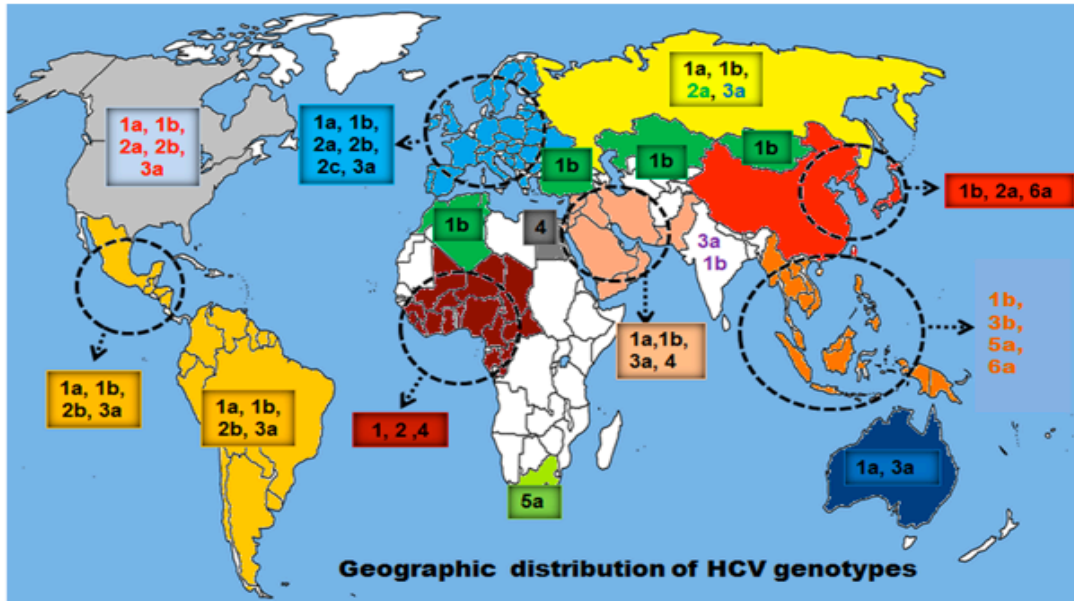 1a, 1b,
2a, 2b,
3a
1a, 1b,
2a, 2b,
2c, 3a
1a, 1b,
2a, 3a
1b
1b
1b
1b
4
3a
1b
1b, 2a, 6a
1a, 1b,
2b, 3a
1a, 1b,
2b, 3a
1, 2 ,4
1a,1b,
3a, 4
1b,
3b,
5a,
6a
5a
1a, 3a
Geographic distribution of HCV genotypes